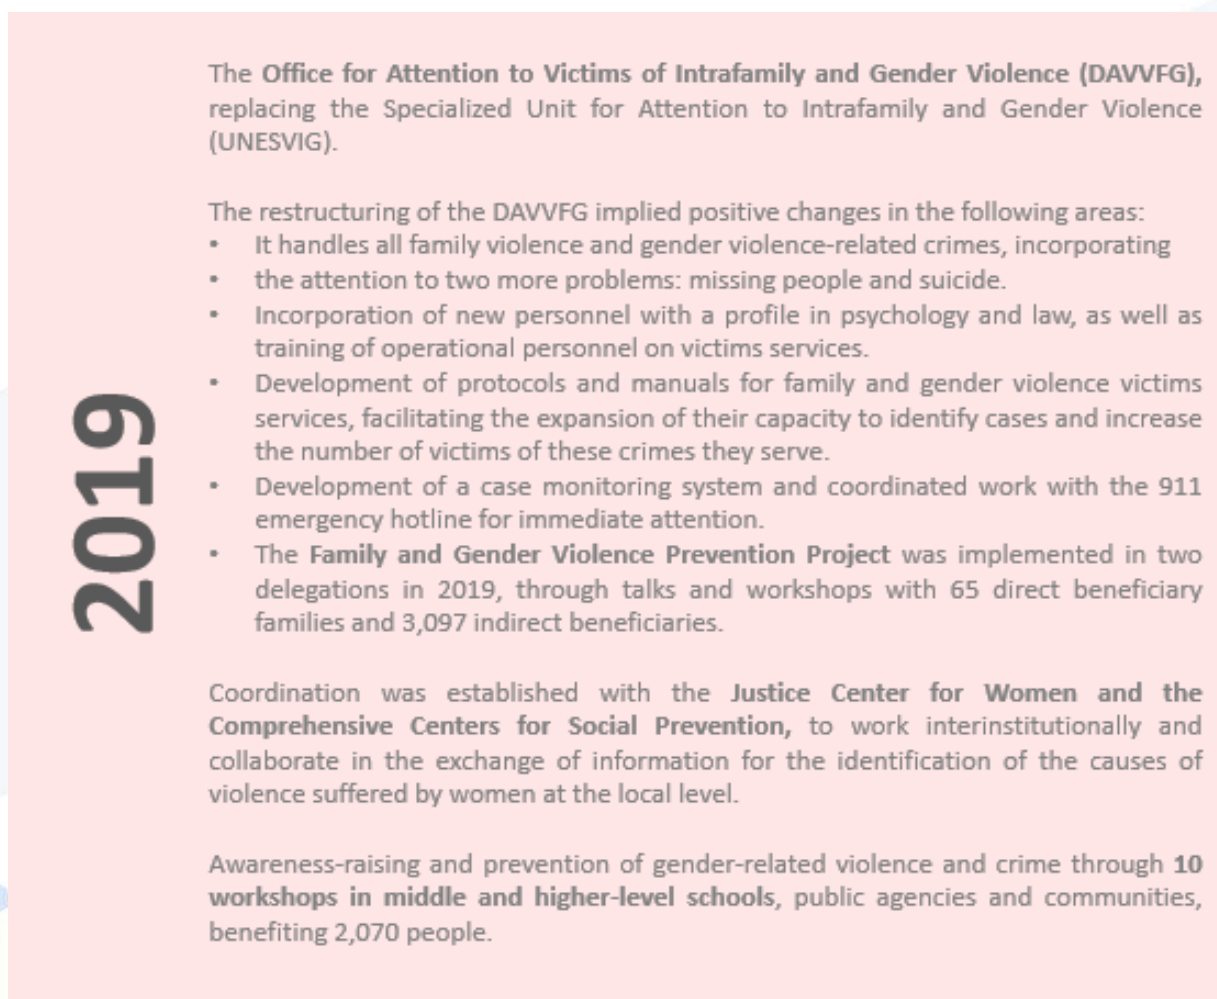 2019
The Office for Attention to Victims of Intrafamily and Gender Violence (DAVVFG),
replacing the Specialized Unit for Attention to Intrafamily and Gender Violence
(UNESVIG).
The restructuring of the DAVVFG implied positive changes in the following areas:
• It handles all family violence and gender violence-related crimes, incorporating
• the attention to two more problems: missing people and suicide.
• Incorporation of new personnel with a profile in psychology and law, as well as
training of operational personnel on victims services.
• Development of protocols and manuals for family and gender violence victims
services, facilitating the expansion of their capacity to identify cases and increase
the number of victims of these crimes they serve.
• Development of a case monitoring system and coordinated work with the 911
emergency hotline for immediate attention.
• The Family and Gender Violence Prevention Project was implemented in two
delegations in 2019, through talks and workshops with 65 direct beneficiary
families and 3,097 indirect beneficiaries.
Coordination was established with the Justice Center for Women and the
Comprehensive Centers for Social Prevention, to work interinstitutionally and
collaborate in the exchange of information for the identification of the causes of
violence suffered by women at the local level.
Awareness-raising and prevention of gender-related violence and crime through 10
workshops in middle and higher-level schools, public agencies and communities,
benefiting 2,070 people.